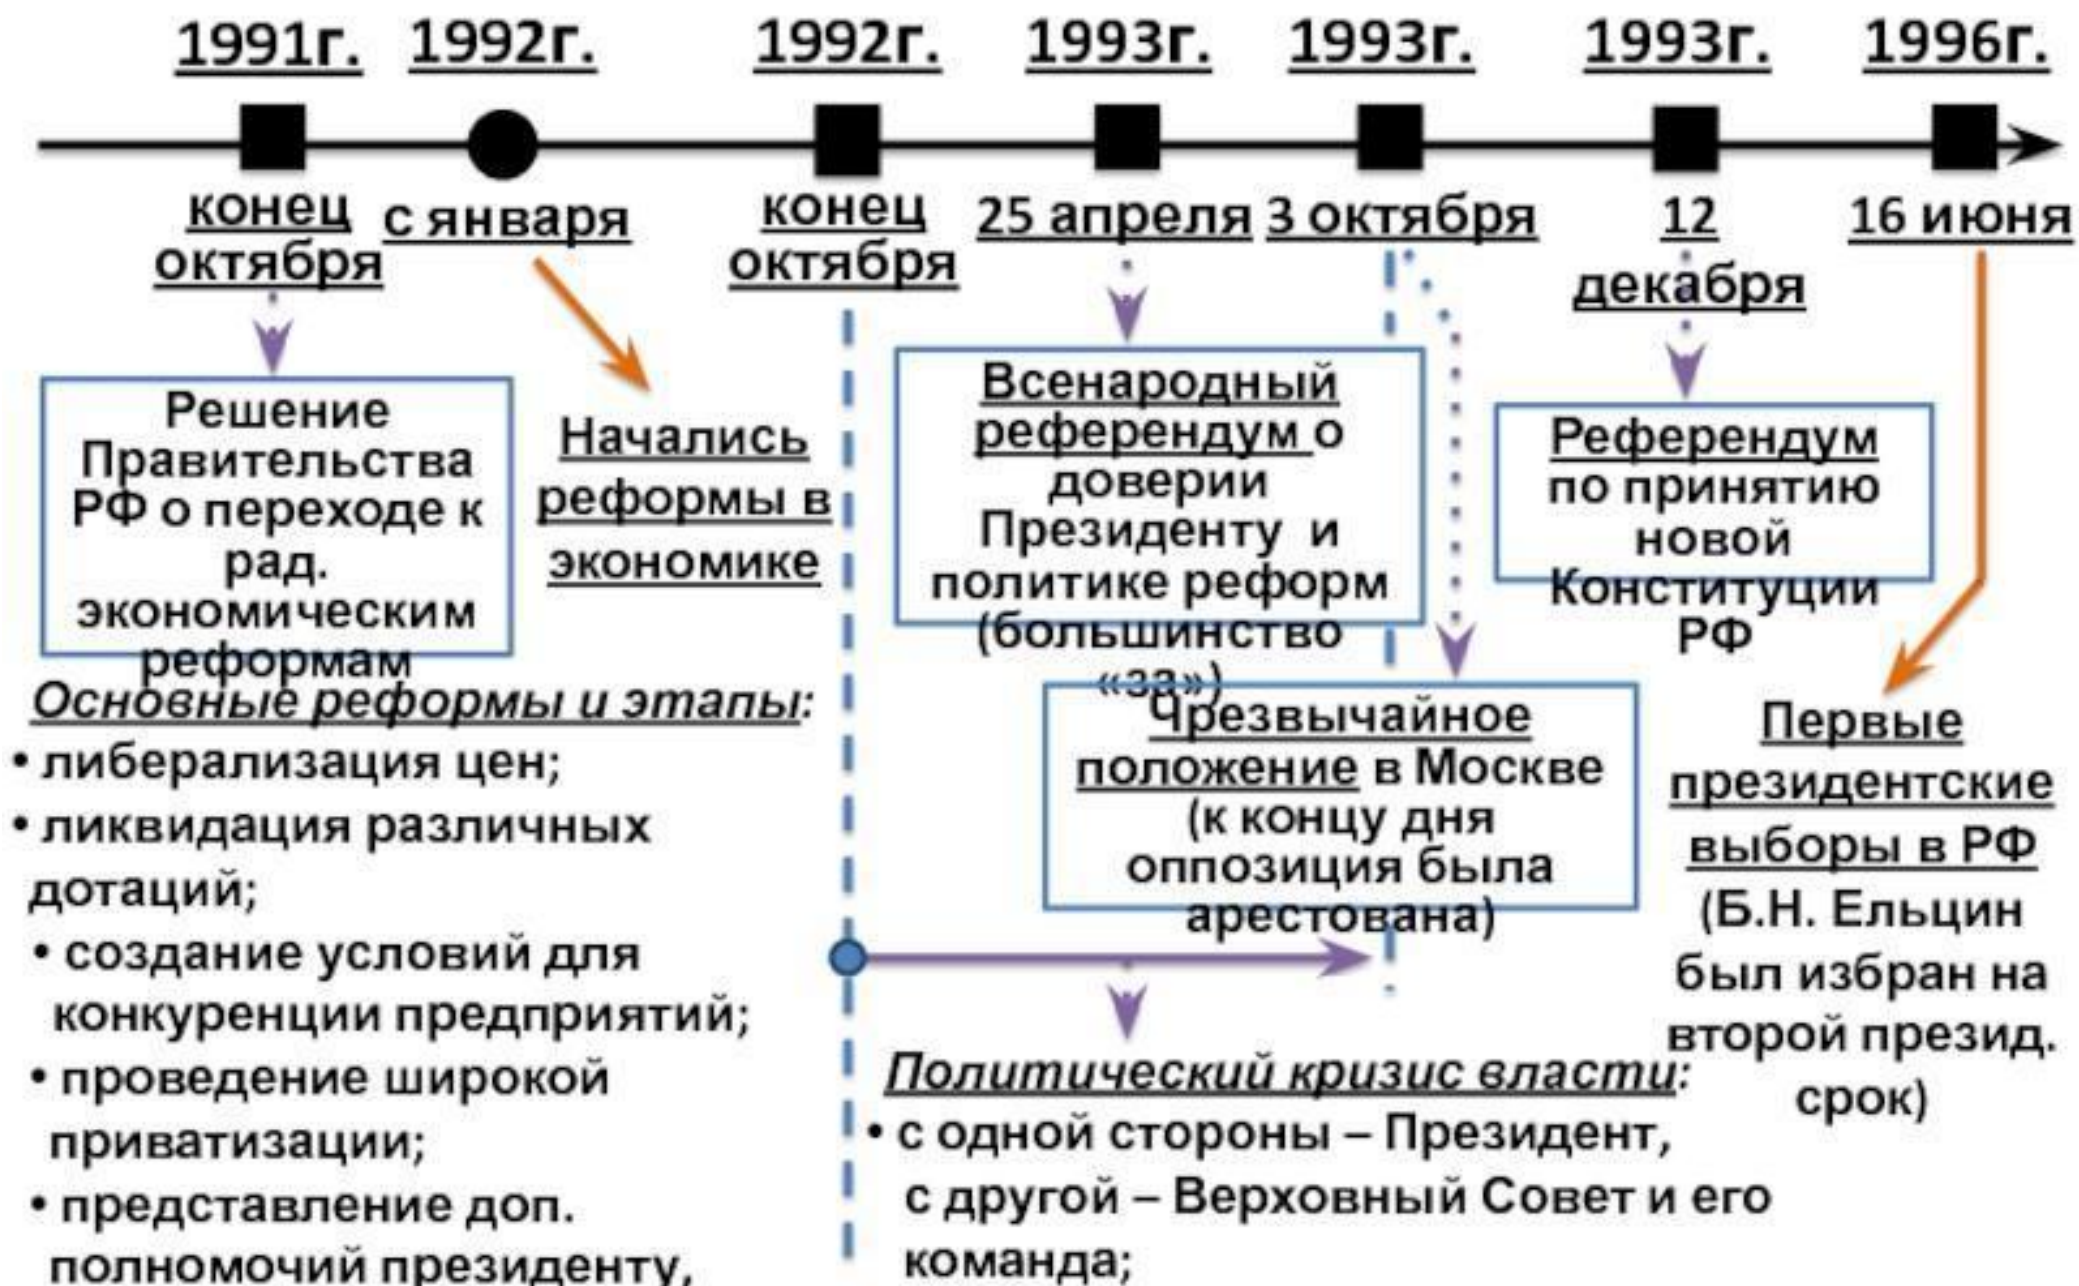 1991г.
1992г.
1992г.
1993г.
1993г.
1993г.
1996г.
конец
октября
с января
конец
октября
25 апреля
3 октября
12
декабря
16 июня
Решение
Правительства
РФ о переходе к
рад.
экономическим
реформам
Начались
реформы в
экономике
Всенародный
референдум о
доверии
Президенту и
политике реформ
(большинство
«за»)
Чрезвычайное
положение в Москве
(к концу дня
оппозиция была
арестована)
Референдум
по принятию
новой
Конституции
РФ
Первые
президентские
выборы в РФ
(Б.Н. Ельцин
был избран на
второй презид.
срок)
Основные реформы и этапы:
• либерализация цен;
• ликвидация различных
дотаций;
• создание условий для
конкуренции предприятий;
• проведение широкой
приватизации;
• представление доп.
полномочий президенту,
Политический кризис власти:
• с одной стороны – Президент,
с другой – Верховный Совет и его
команда;